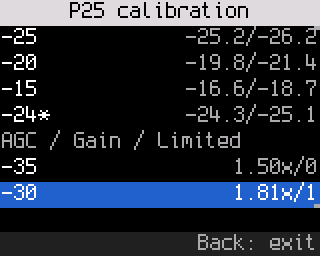 P25 calibration
-25 -25.2/-26.2
-20 -19.8/-21.4
-15 -16.6/-18.7
-24* -24.3/-25.1
AGC / Gain / Limited
-35 1.50x/0
-30 1.81x/1
Back: exit